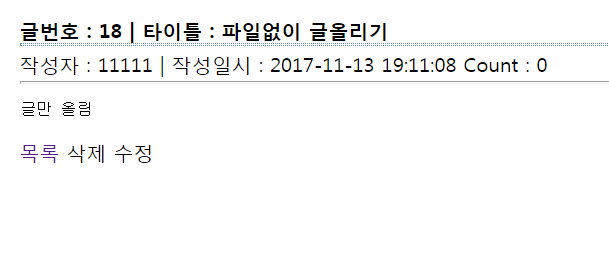 글번호 : 18 | 타이틀 : 파일없이 글올리기
작성자 : 11111 | 작성일시 : 2017-11-13 19:11:08 Count : 0
글만 올림
목록 삭제 수정